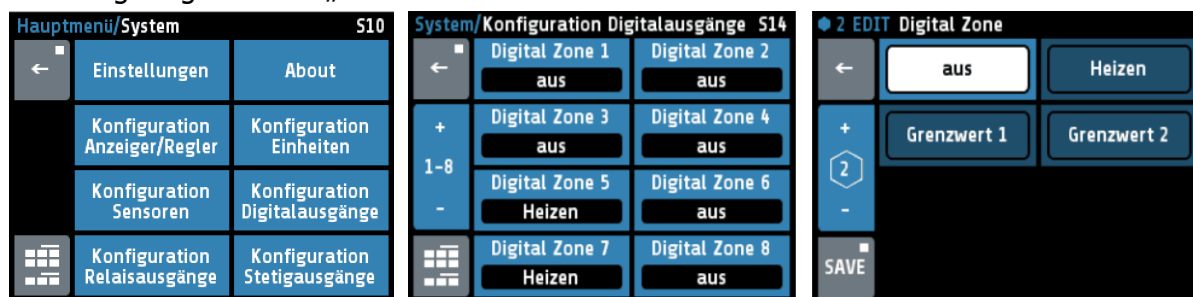 Hauptmenü/System S10
← Einstellungen About
Konfiguration Anzeiger/Regler
Konfiguration Einheiten
Konfiguration Sensoren
Konfiguration Digitalausgänge
Konfiguration Relaisausgänge
Konfiguration Stetigausgänge
System/Konfiguration Digitalausgänge S14
←
Digital Zone 1
aus
Digital Zone 2
aus
+
1-8
-
Digital Zone 3
aus
Digital Zone 4
aus
Digital Zone 5
Heizen
Digital Zone 6
aus
Digital Zone 7
Heizen
Digital Zone 8
aus
2 EDIT Digital Zone
← aus Heizen
+
2
-
Grenzwert 1 Grenzwert 2
SAVE